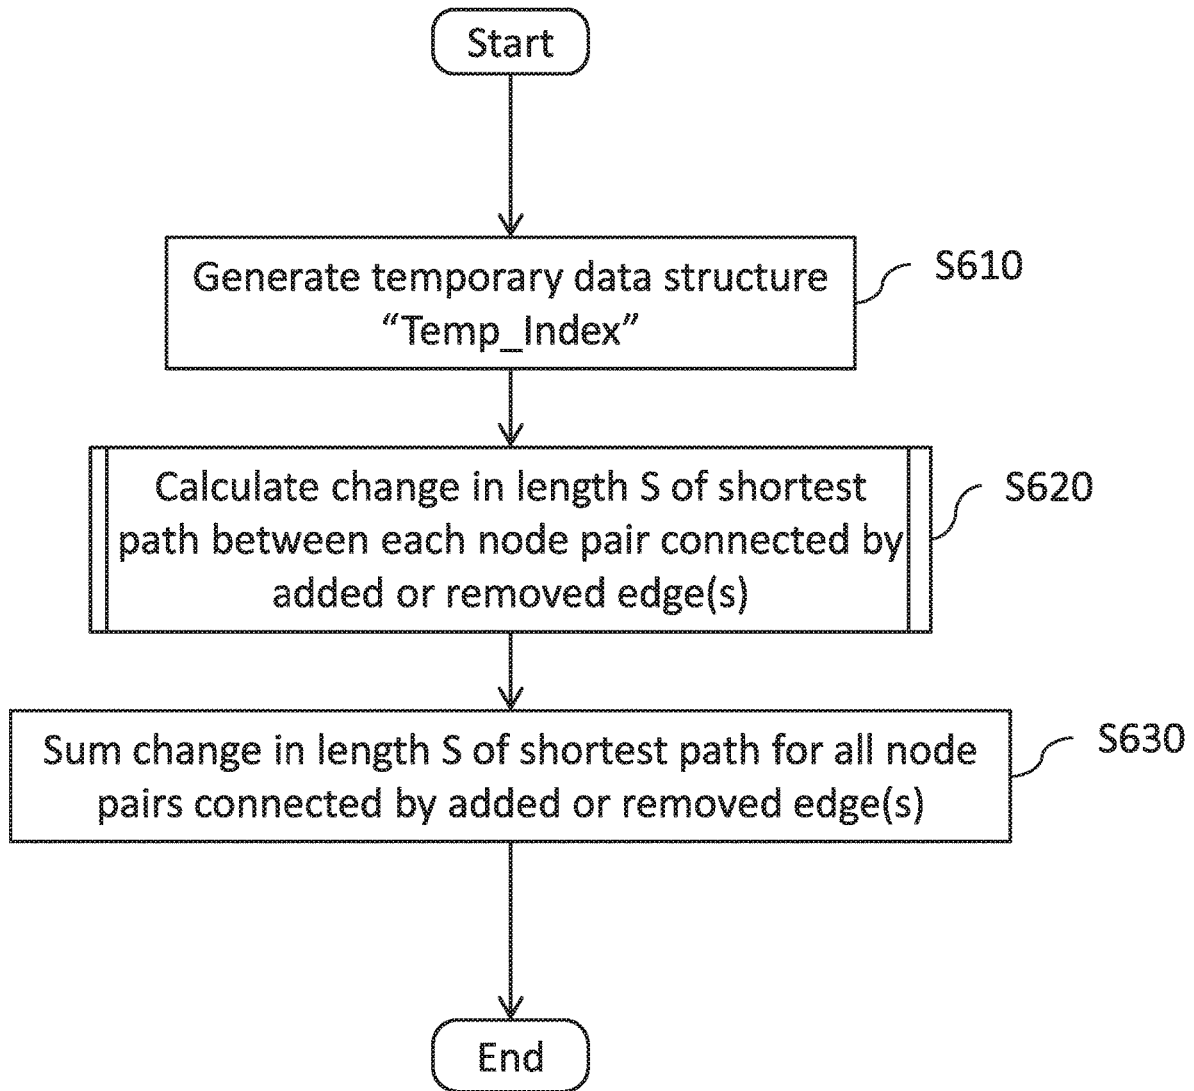 Start
Generate temporary data structure
“Temp_Index”
S610
Calculate change in length S of shortest
path between each node pair connected by
added or removed edge(s)
S620
Sum change in length S of shortest path for all node
pairs connected by added or removed edge(s)
S630
End